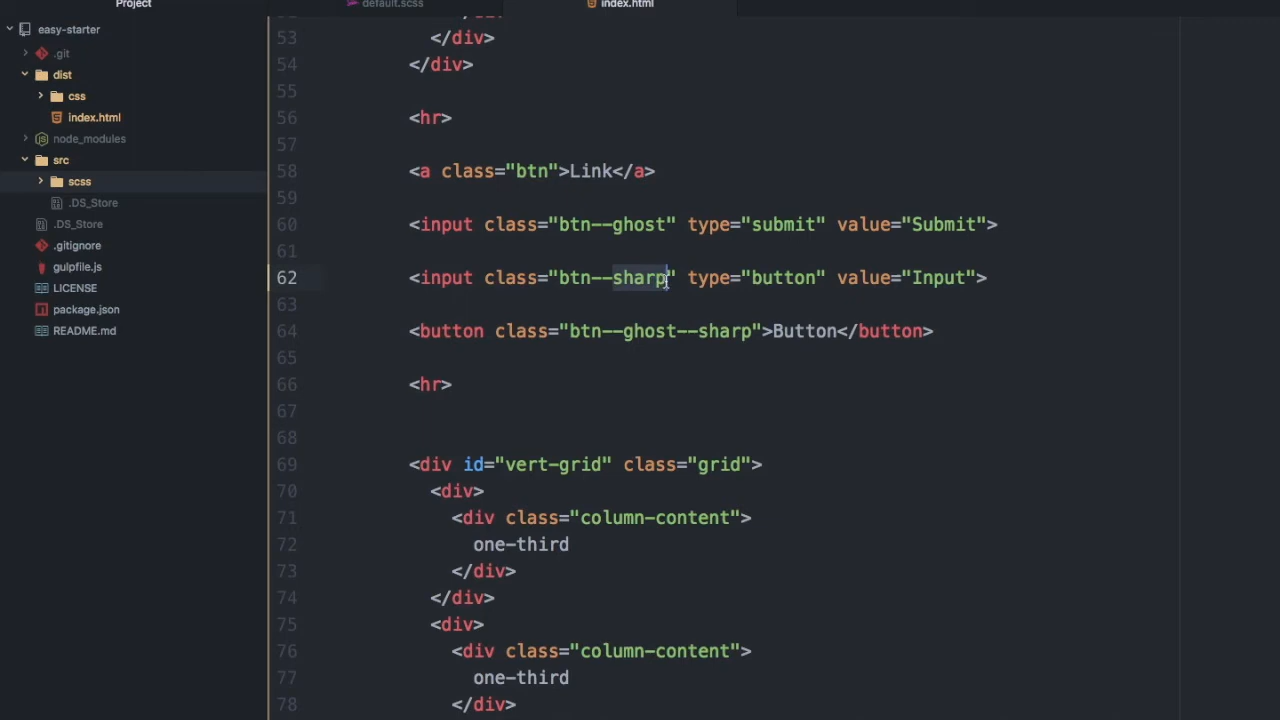 Project
default.scss
index.html
easy-starter
.git
dist
css
index.html
node_modules
src
scss
.DS_Store
.DS_Store
.gitignore
gulpfile.js
LICENSE
package.json
README.md
53 </div>
54 </div>
55
56 <hr>
57
58 <a class="btn">Link</a>
59
60 <input class="btn--ghost" type="submit" value="Submit">
61
62 <input class="btn--sharp" type="button" value="Input">
63
64 <button class="btn--ghost--sharp">Button</button>
65
66 <hr>
67
68
69 <div id="vert-grid" class="grid">
70 <div>
71 <div class="column-content">
72 one-third
73 </div>
74 </div>
75 <div>
76 <div class="column-content">
77 one-third
78 </div>